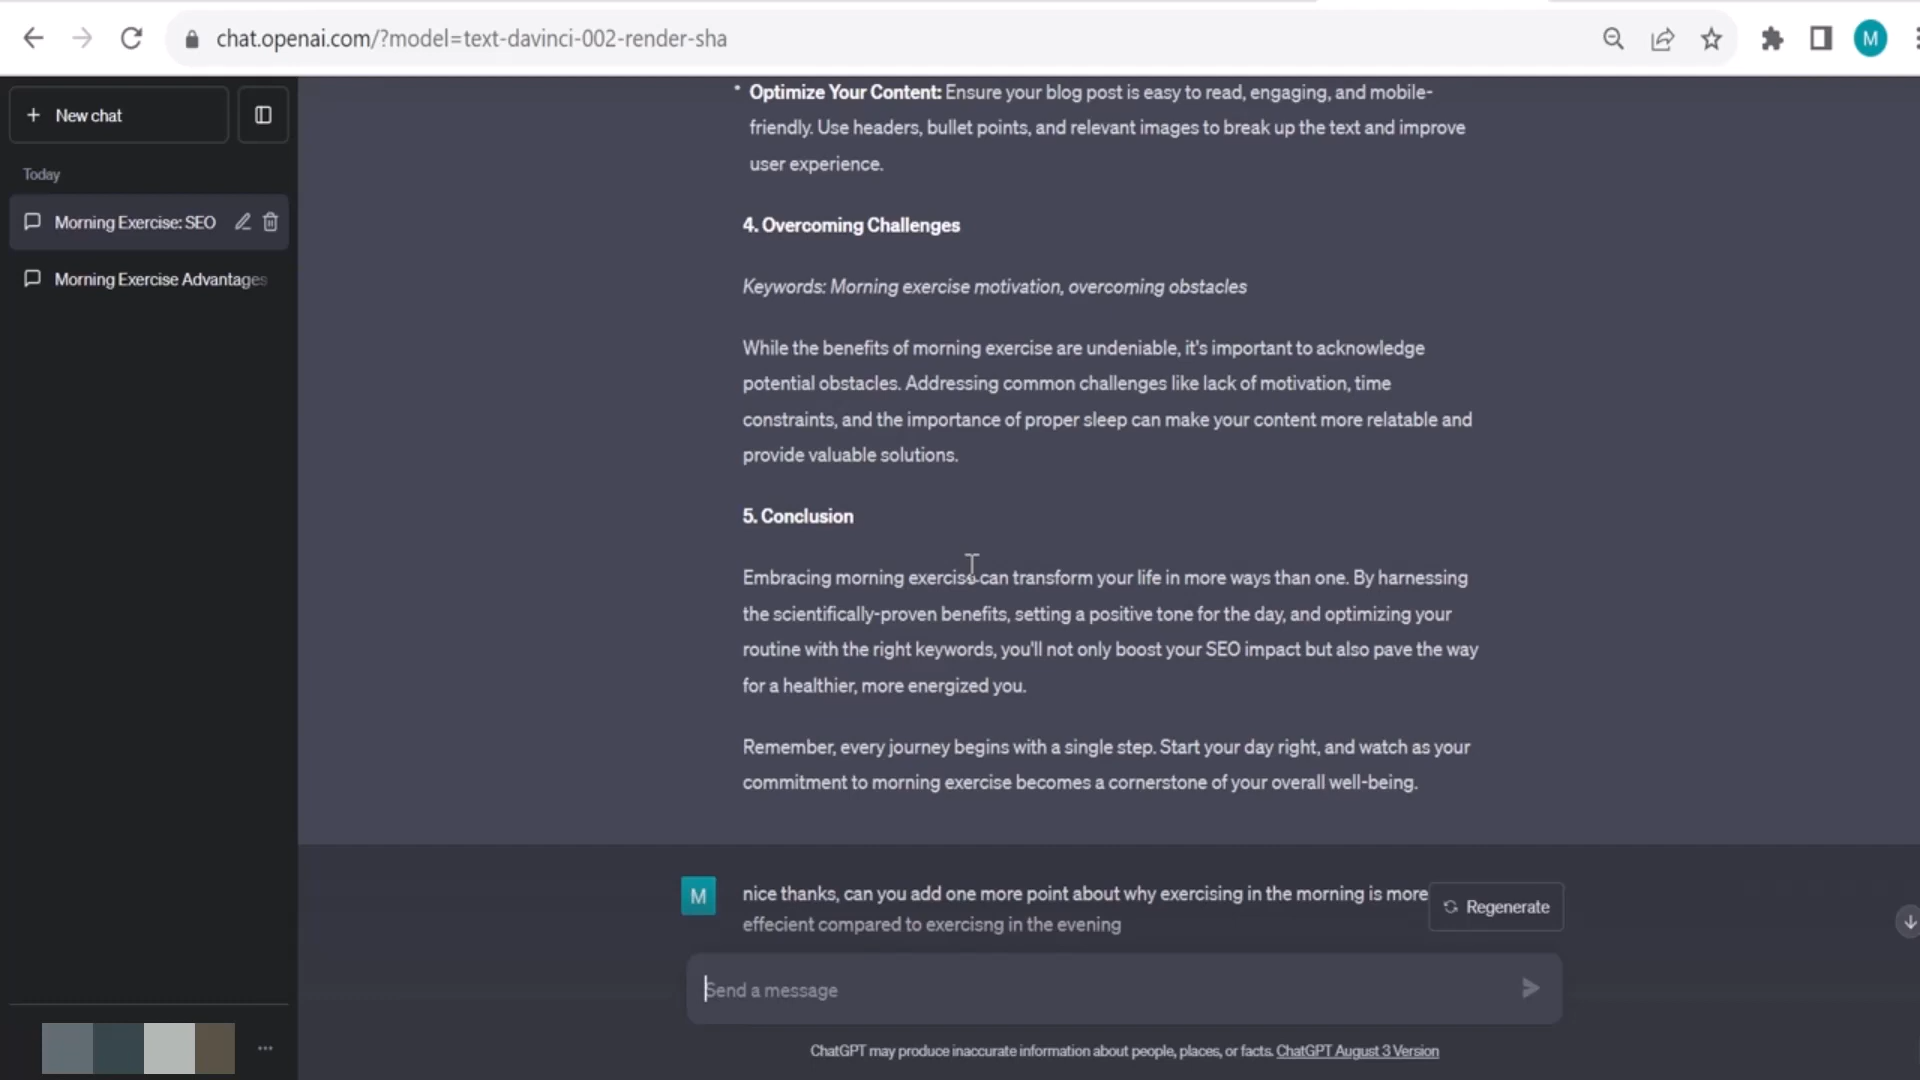 chat.openai.com/?model=text-davinci-002-render-sha
M
New chat
Today
Morning Exercise: SEO
Morning Exercise Advantages
• Optimize Your Content: Ensure your blog post is easy to read, engaging, and mobile-
friendly. Use headers, bullet points, and relevant images to break up the text and improve
user experience.
4. Overcoming Challenges
Keywords: Morning exercise motivation, overcoming obstacles
While the benefits of morning exercise are undeniable, it's important to acknowledge
potential obstacles. Addressing common challenges like lack of motivation, time
constraints, and the importance of proper sleep can make your content more relatable and
provide valuable solutions.
5. Conclusion
Embracing morning exercise can transform your life in more ways than one. By harnessing
the scientifically-proven benefits, setting a positive tone for the day, and optimizing your
routine with the right keywords, you'll not only boost your SEO impact but also pave the way
for a healthier, more energized you.
Remember, every journey begins with a single step. Start your day right, and watch as your
commitment to morning exercise becomes a cornerstone of your overall well-being.
M
nice thanks, can you add one more point about why exercising in the morning is more
effecient compared to exercisng in the evening
Regenerate
Send a message
ChatGPT may produce inaccurate information about people, places, or facts. ChatGPT August 3 Version